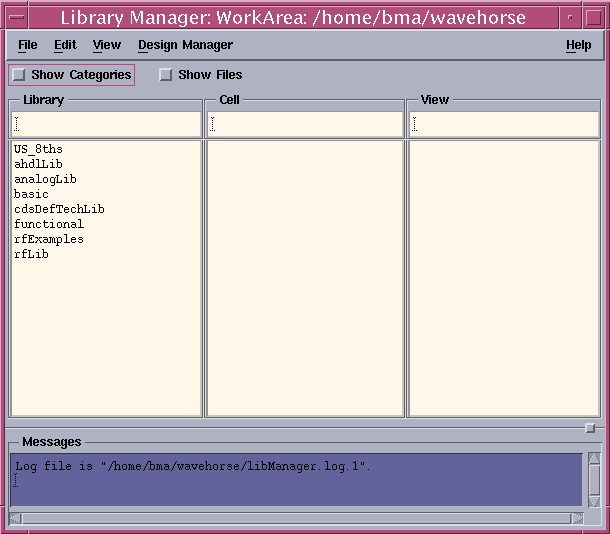 Library Manager: WorkArea: /home/bma/wavehorse
File Edit View Design Manager Help
Show Categories Show Files
Library Cell View
US_8ths
ahdlLib
analogLib
basic
cdsDefTechLib
functional
rfExamples
rfLib
Messages
Log file is "/home/bma/wavehorse/libManager.log.1".